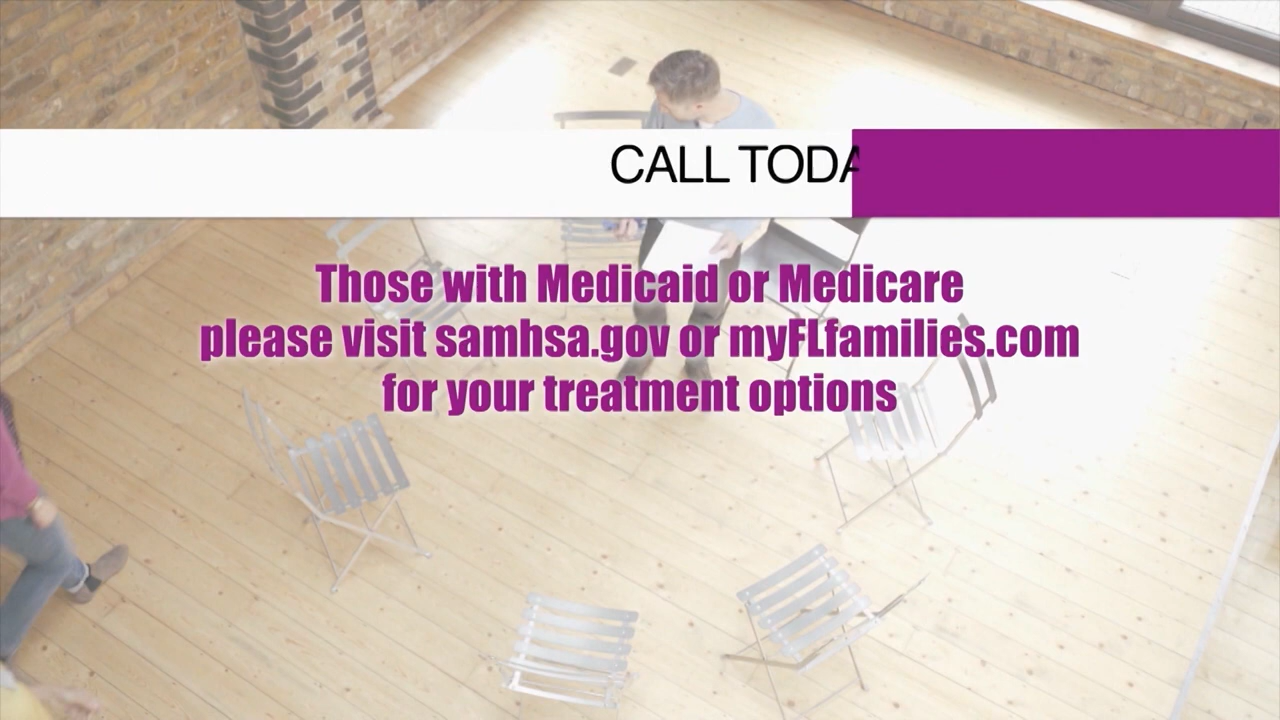 CALL TODA
Those with Medicaid or Medicare
please visit samhsa.gov or myFLfamilies.com
for your treatment options